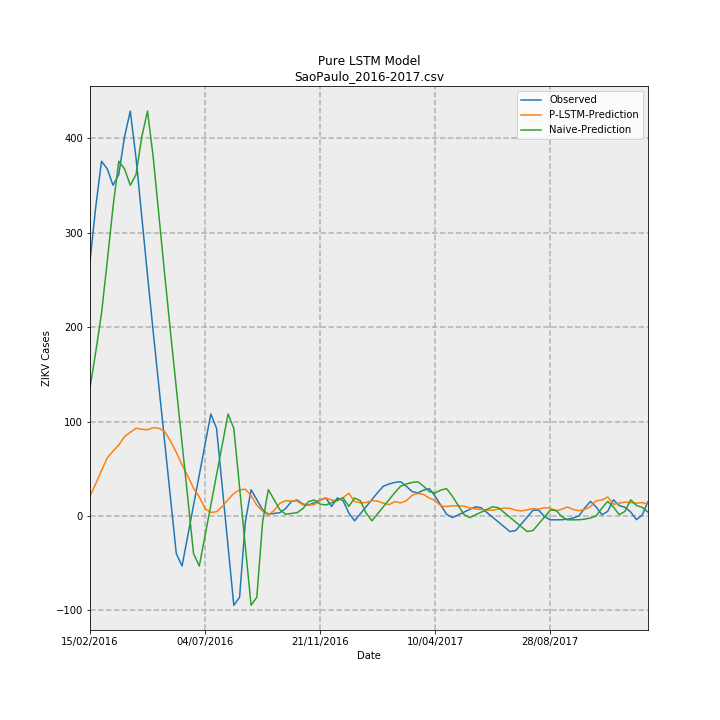 Pure LSTM Model
SaoPaulo_2016-2017.csv
Observed
P-LSTM-Prediction
Naive-Prediction
ZIKV Cases
400
300
200
100
0
−100
15/02/2016 04/07/2016 21/11/2016 10/04/2017 28/08/2017
Date